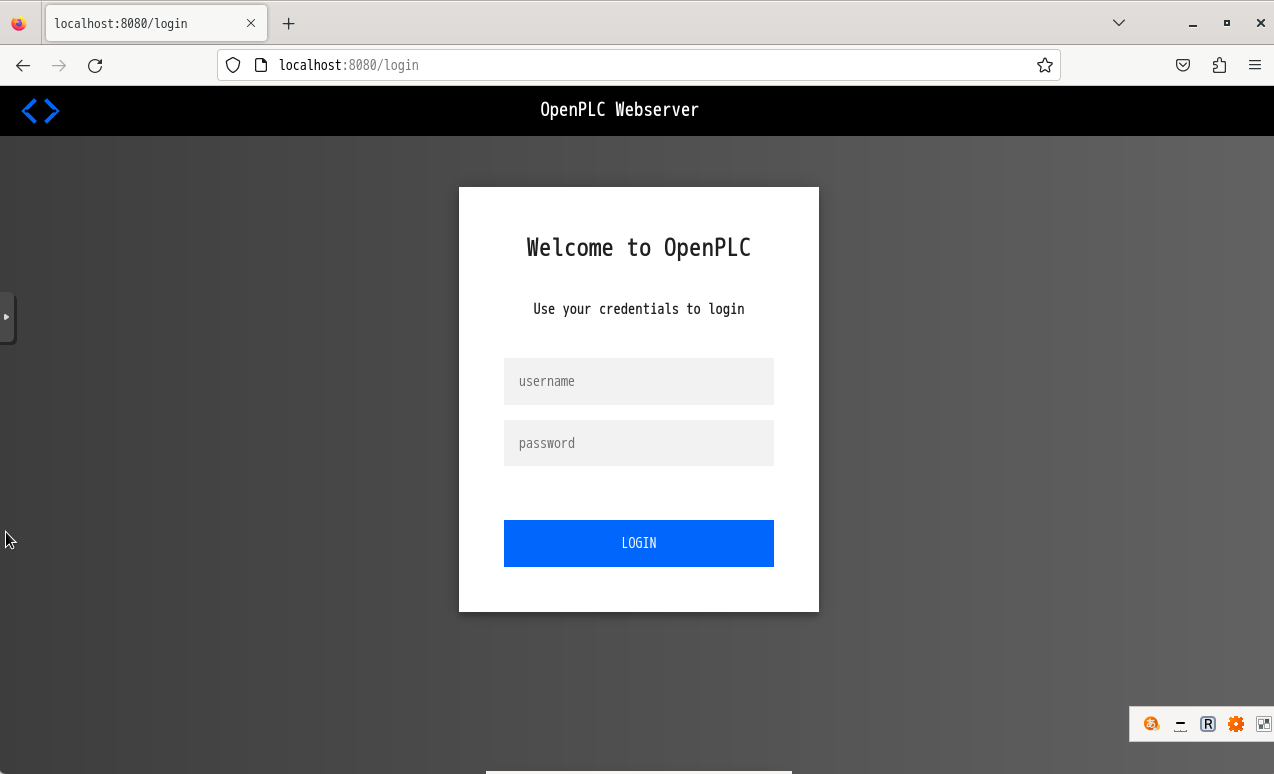 localhost:8080/login
localhost:8080/login
OpenPLC Webserver
Welcome to OpenPLC
Use your credentials to login
username
password
LOGIN
あ
R